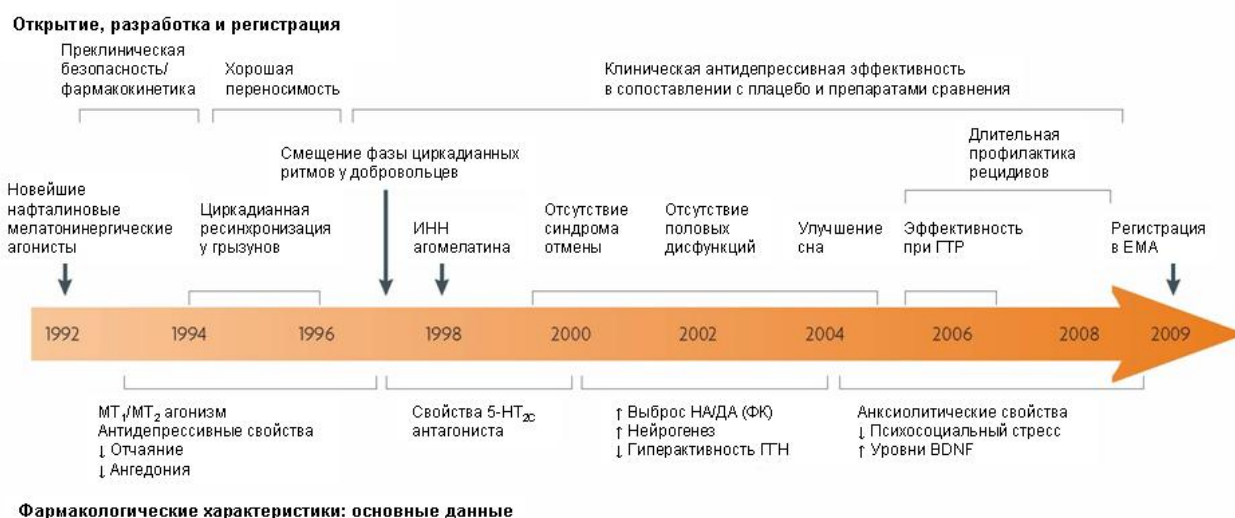 Открытие, разработка и регистрация
Преклиническая
безопасность/
фармакокинетика
Хорошая
переносимость
Клиническая антидепрессивная эффективность
в сопоставлении с плацебо и препаратами сравнения
Смещение фазы циркадианных
ритмов у добровольцев
Длительная
профилактика
рецидивов
Новейшие
нафталиновые
мелатонинергические
агонисты
Циркадианная
ресинхронизация
у грызунов
ИНН
агомелатина
Отсутствие
синдрома
отмены
Отсутствие
половых
дисфункций
Улучшение
сна
Эффективность
при ГТР
Регистрация
в ЕМА
1992 1994 1996 1998 2000 2002 2004 2006 2008 2009
МТ₁/МТ₂ агонизм
Антидепрессивные свойства
↓ Отчаяние
↓ Ангедония
Свойства 5-НТ₂C
антагониста
↑ Выброс НА/ДА (ФК)
↑ Нейрогенез
↓ Гиперактивность ГГН
Анксиолитические свойства
↓ Психосоциальный стресс
↑ Уровни BDNF
Фармакологические характеристики: основные данные